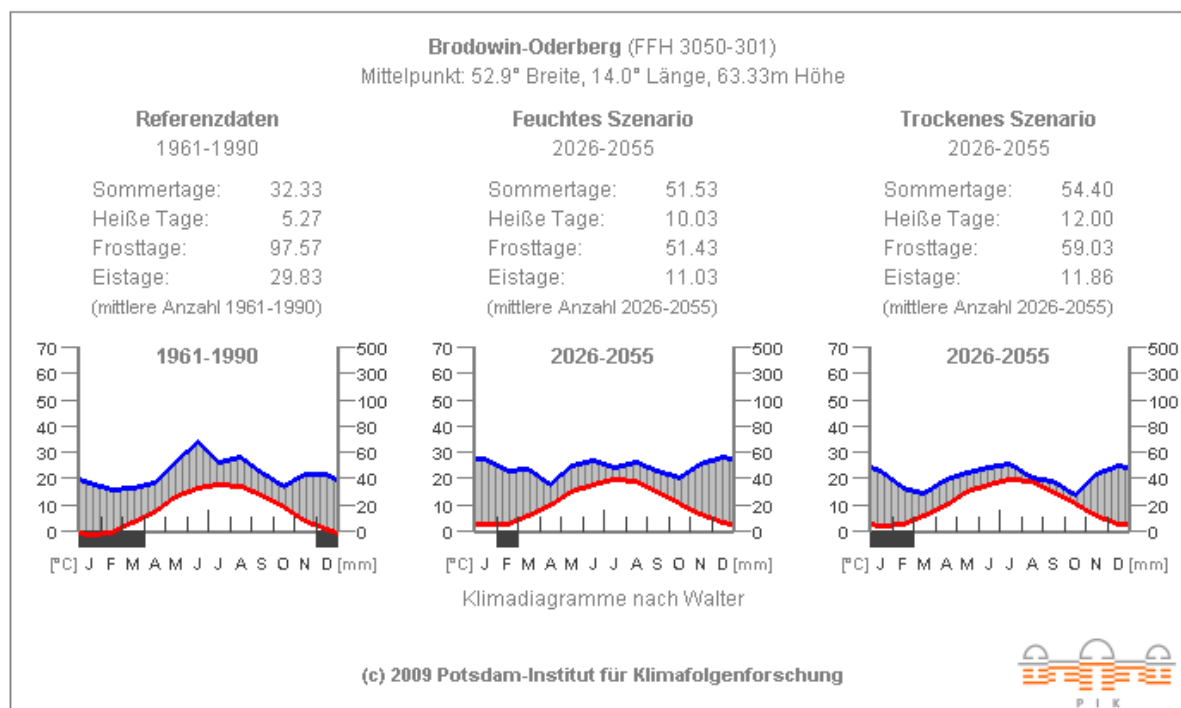 Brodowin-Oderberg (FFH 3050-301)
Mittelpunkt: 52.9° Breite, 14.0° Länge, 63.33m Höhe
Referenzdaten
1961-1990
Sommertage: 32.33
Heiße Tage: 5.27
Frosttage: 97.57
Eistage: 29.83
(mittlere Anzahl 1961-1990)
Feuchtes Szenario
2026-2055
Sommertage: 51.53
Heiße Tage: 10.03
Frosttage: 51.43
Eistage: 11.03
(mittlere Anzahl 2026-2055)
Trockenes Szenario
2026-2055
Sommertage: 54.40
Heiße Tage: 12.00
Frosttage: 59.03
Eistage: 11.86
(mittlere Anzahl 2026-2055)
1961-1990
70 500
60 300
50 100
40 80
30 60
20 40
10 20
0 0
[°C] J F M A M J J A S O N D [mm]
2026-2055
70 500
60 300
50 100
40 80
30 60
20 40
10 20
0 0
[°C] J F M A M J J A S O N D [mm]
2026-2055
70 500
60 300
50 100
40 80
30 60
20 40
10 20
0 0
[°C] J F M A M J J A S O N D [mm]
Klimadiagramme nach Walter
(c) 2009 Potsdam-Institut für Klimafolgenforschung
P I K